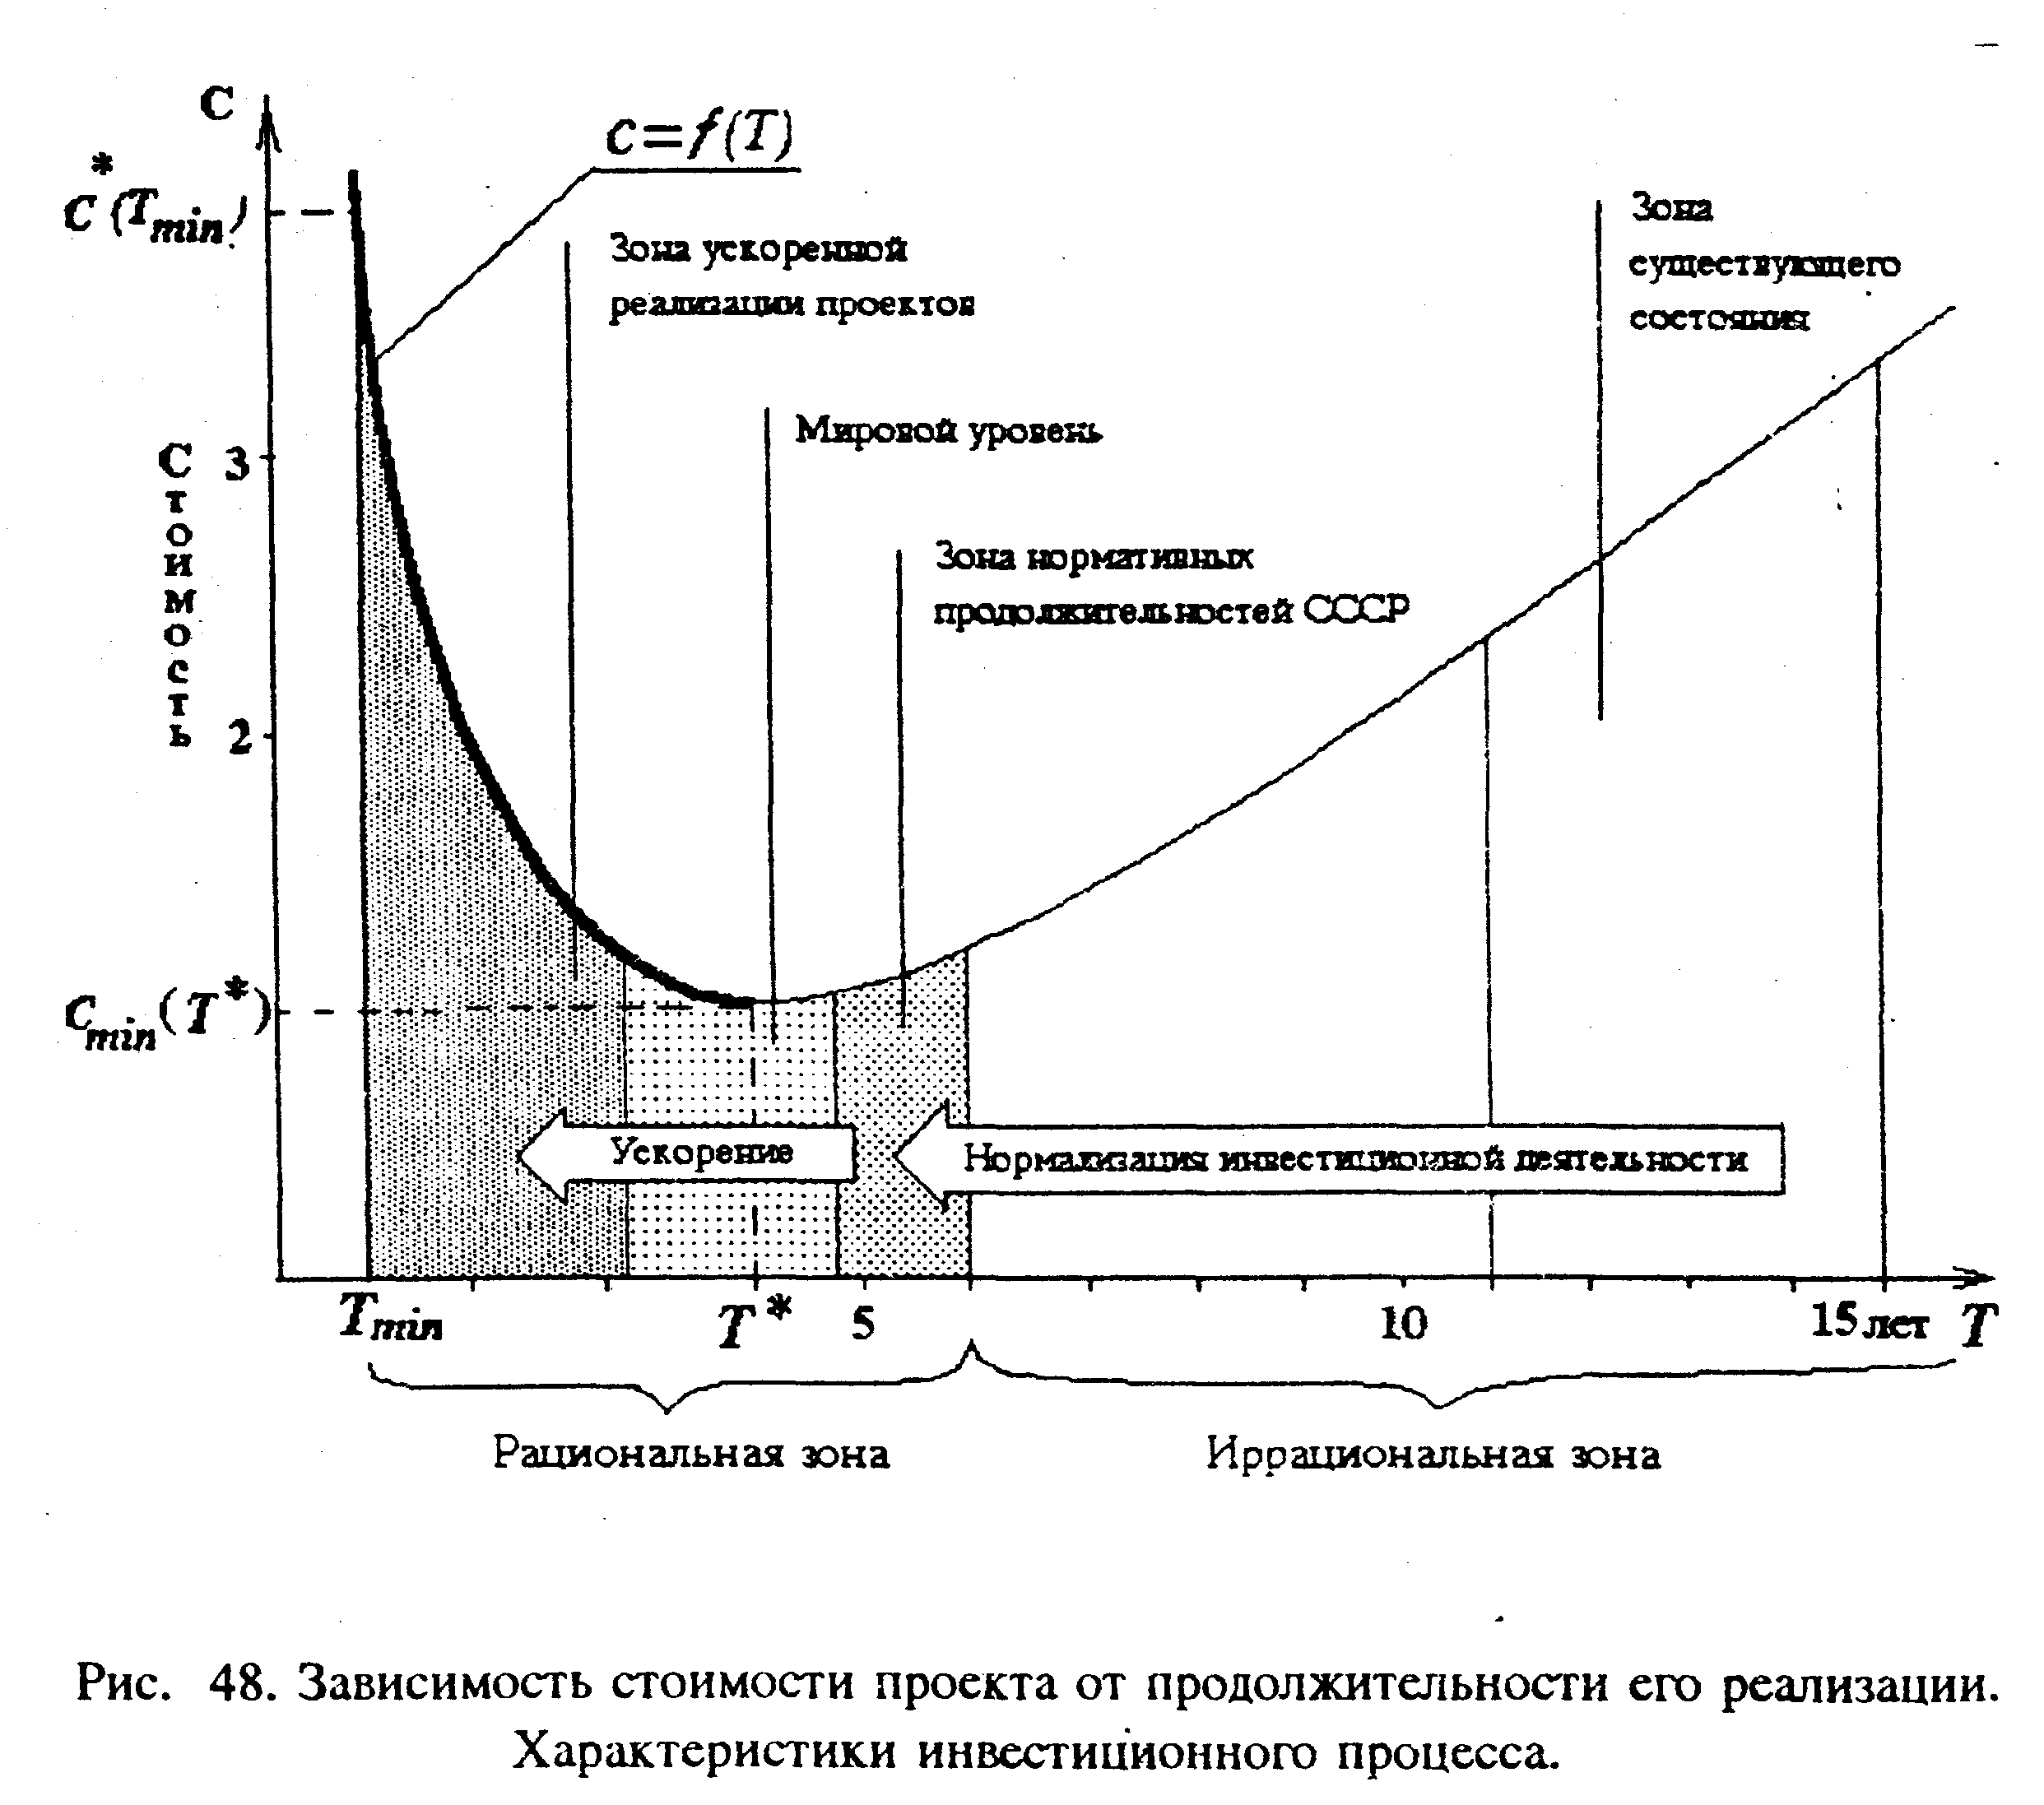 C
C=f(T)
C*(Tmin)
Зона ускоренной
реализации проектов
Зона
существующего
состояния
Мировой уровень
3
Стоимость
Зона нормативных
продолжительностей СССР
2
Cmin(T*)
Ускорение
Нормализация инвестиционной деятельности
Tmin T* 5 10 15 лет T
Рациональная зона
Иррациональная зона
Рис. 48. Зависимость стоимости проекта от продолжительности его реализации.
Характеристики инвестиционного процесса.